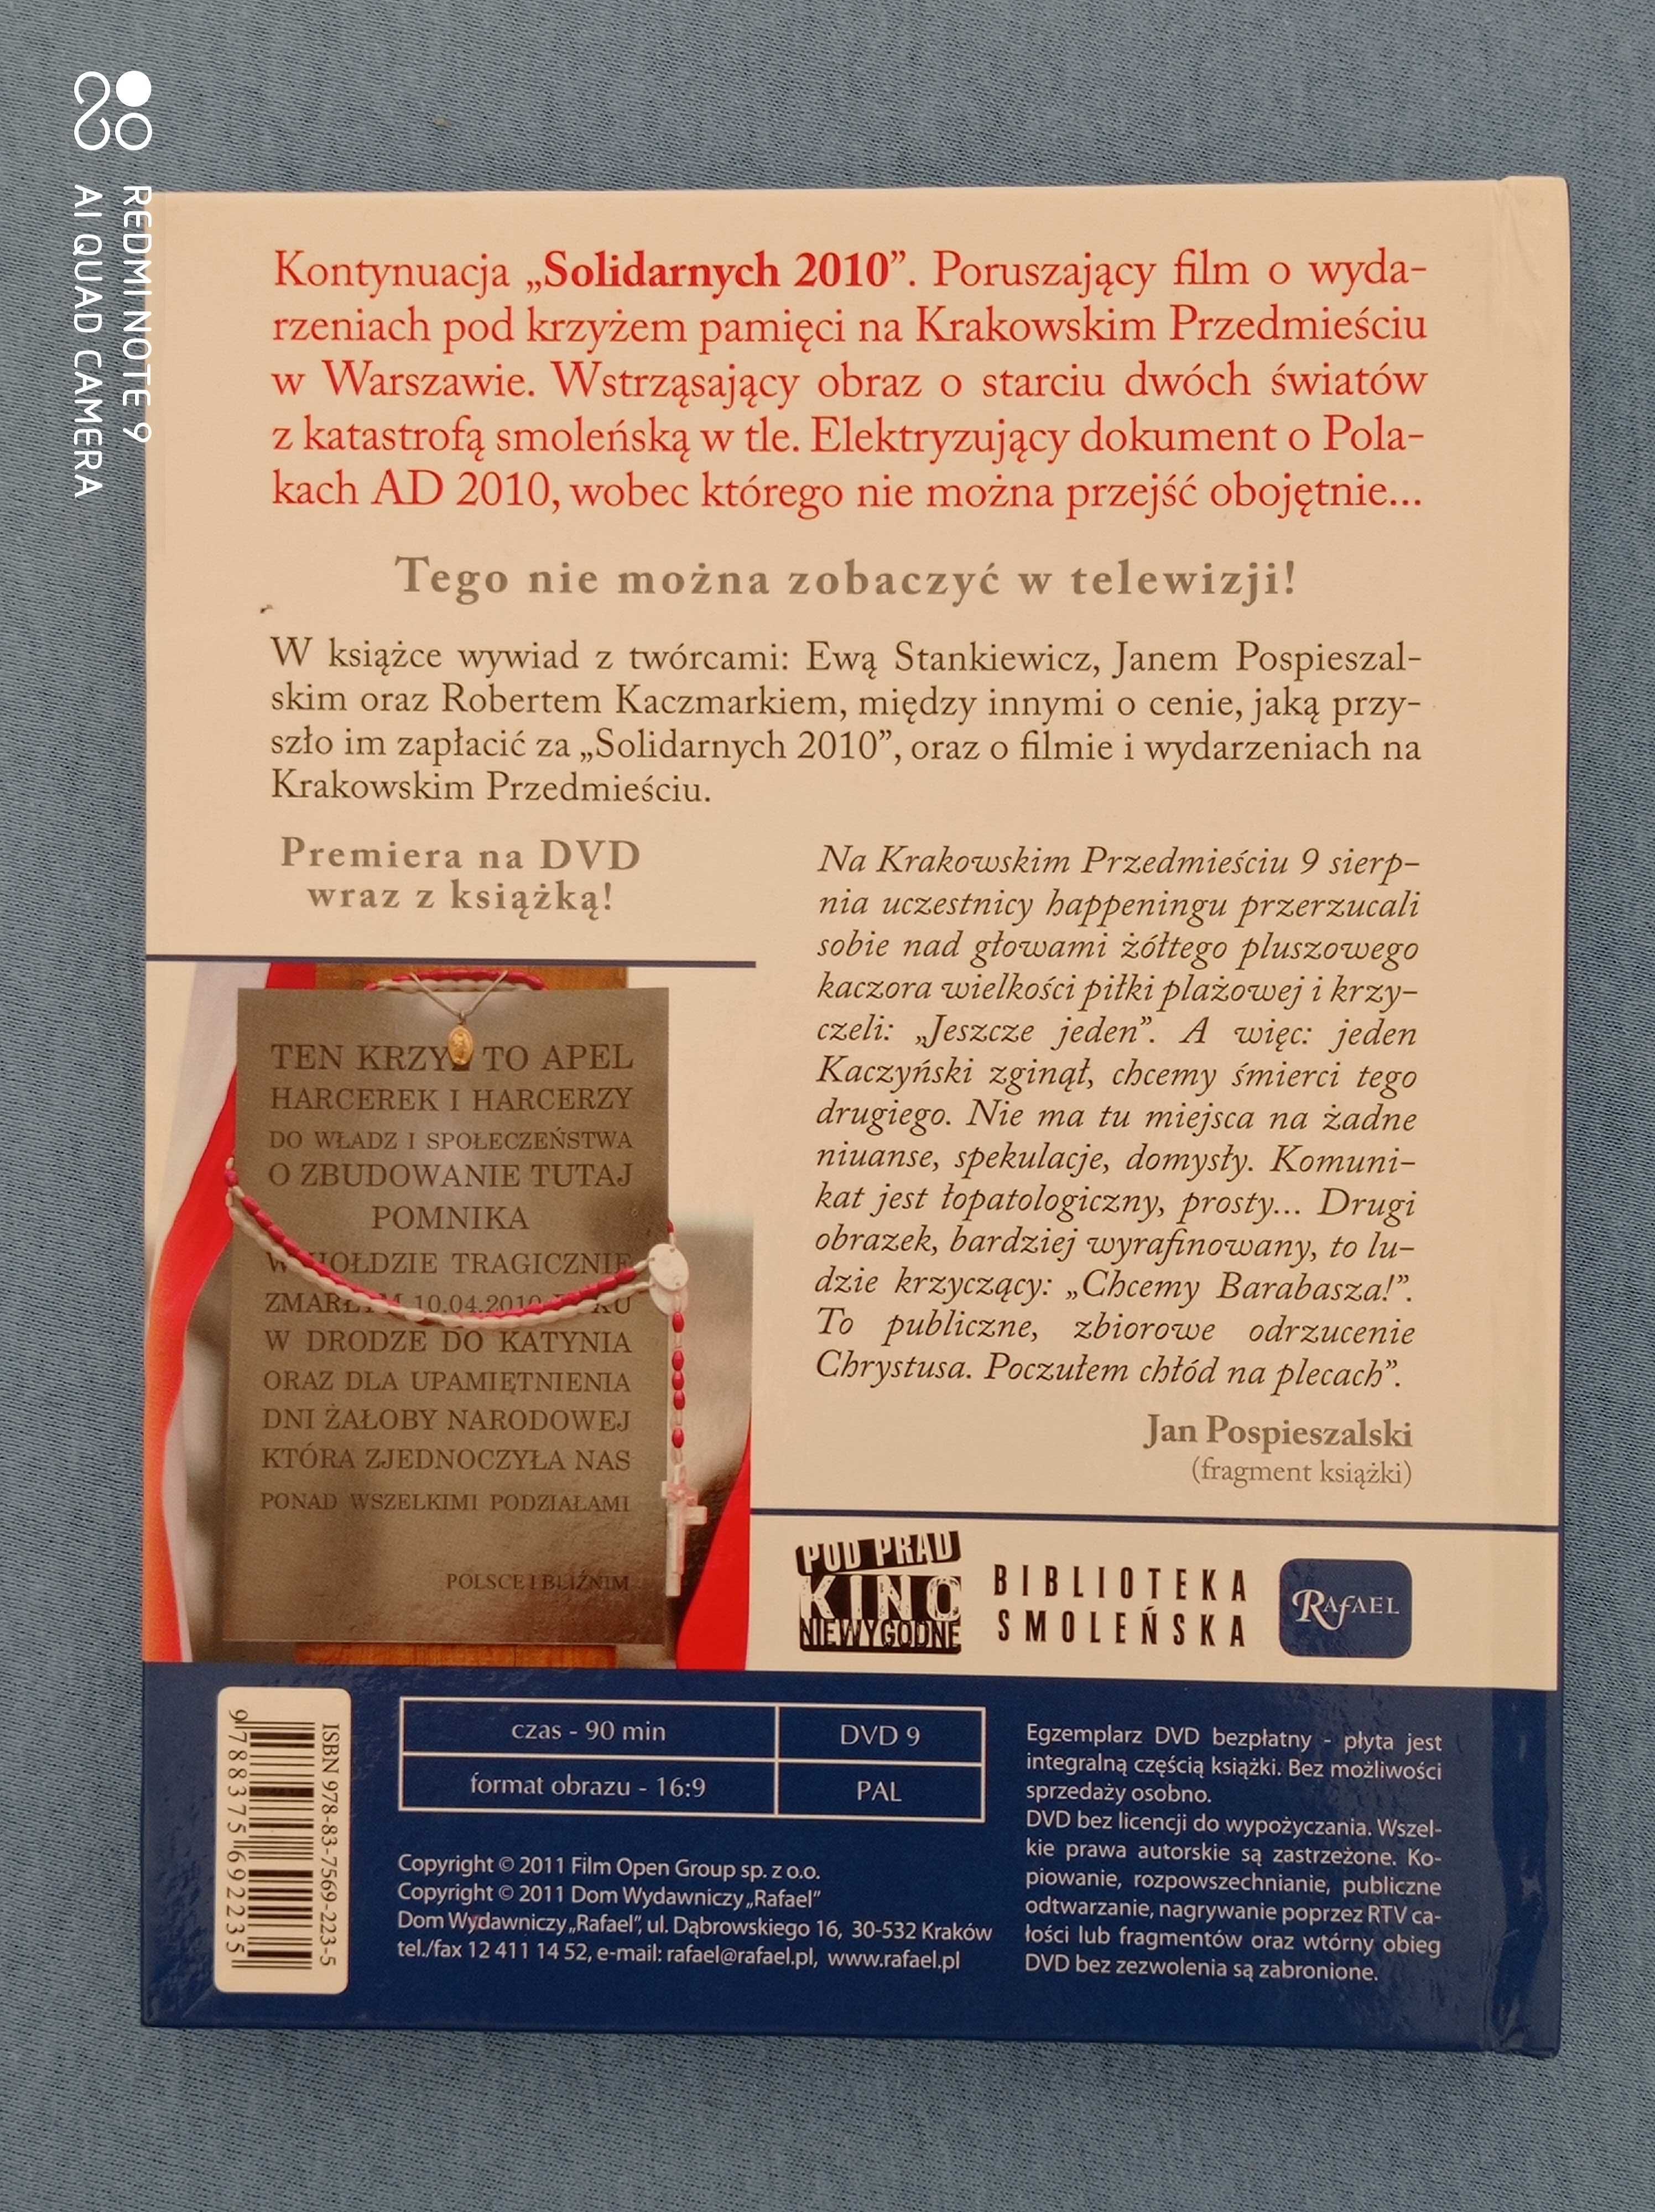 REDMI NOTE 9
AI QUAD CAMERA
Kontynuacja „Solidarnych 2010”. Poruszający film o wyda-
rzeniach pod krzyżem pamięci na Krakowskim Przedmieściu
w Warszawie. Wstrząsający obraz o starciu dwóch światów
z katastrofą smoleńską w tle. Elektryzujący dokument o Pola-
kach AD 2010, wobec którego nie można przejść obojętnie...
Tego nie można zobaczyć w telewizji!
W książce wywiad z twórcami: Ewą Stankiewicz, Janem Pospieszal-
skim oraz Robertem Kaczmarkiem, między innymi o cenie, jaką przy-
szło im zapłacić za „Solidarnych 2010”, oraz o filmie i wydarzeniach na
Krakowskim Przedmieściu.
Premiera na DVD
wraz z książką!
TEN KRZYŻ TO APEL
HARCEREK I HARCERZY
DO WŁADZ I SPOŁECZEŃSTWA
O ZBUDOWANIE TUTAJ
POMNIKA
W HOŁDZIE TRAGICZNIE
ZMARŁYM 10.04.2010 ROKU
W DRODZE DO KATYNIA
ORAZ DLA UPAMIĘTNIENIA
DNI ŻAŁOBY NARODOWEJ
KTÓRA ZJEDNOCZYŁA NAS
PONAD WSZELKIMI PODZIAŁAMI
POLSCE I BLIŹNIM
Na Krakowskim Przedmieściu 9 sierp-
nia uczestnicy happeningu przerzucali
sobie nad głowami żółtego pluszowego
kaczora wielkości piłki plażowej i krzy-
czeli: „Jeszcze jeden”. A więc: jeden
Kaczyński zginął, chcemy śmierci tego
drugiego. Nie ma tu miejsca na żadne
niuanse, spekulacje, domysły. Komuni-
kat jest łopatologiczny, prosty... Drugi
obrazek, bardziej wyrafinowany, to lu-
dzie krzyczący: „Chcemy Barabasza!”.
To publiczne, zbiorowe odrzucenie
Chrystusa. Poczułem chłód na plecach”.
Jan Pospieszalski
(fragment książki)
POD PRĄD
KINO
NIEWYGODNE
BIBLIOTEKA
SMOLEŃSKA
RAFAEL
ISBN 978-83-7569-223-5
9 788375 692235
czas - 90 min
DVD 9
format obrazu - 16:9
PAL
Copyright © 2011 Film Open Group sp. z o.o.
Copyright © 2011 Dom Wydawniczy „Rafael”
Dom Wydawniczy „Rafael”, ul. Dąbrowskiego 16, 30-532 Kraków
tel./fax 12 411 14 52, e-mail: rafael@rafael.pl, www.rafael.pl
Egzemplarz DVD bezpłatny - płyta jest
integralną częścią książki. Bez możliwości
sprzedaży osobno.
DVD bez licencji do wypożyczania. Wszel-
kie prawa autorskie są zastrzeżone. Ko-
piowanie, rozpowszechnianie, publiczne
odtwarzanie, nagrywanie poprzez RTV ca-
łości lub fragmentów oraz wtórny obieg
DVD bez zezwolenia są zabronione.